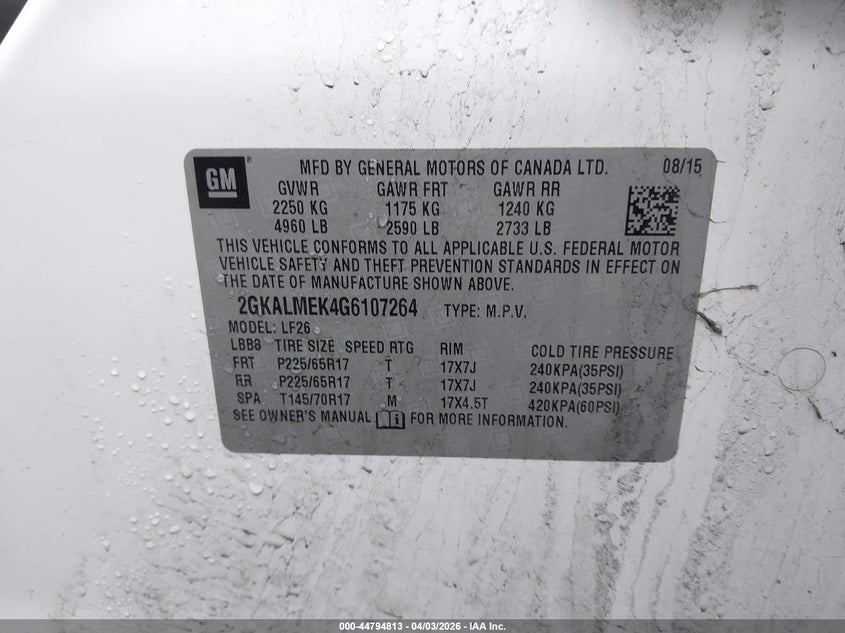 GM ®
MFD BY GENERAL MOTORS OF CANADA LTD. 08/15
GVWR GAWR FRT GAWR RR
2250 KG 1175 KG 1240 KG
4960 LB 2590 LB 2733 LB
THIS VEHICLE CONFORMS TO ALL APPLICABLE U.S. FEDERAL MOTOR
VEHICLE SAFETY AND THEFT PREVENTION STANDARDS IN EFFECT ON
THE DATE OF MANUFACTURE SHOWN ABOVE.
2GKALMEK4G6107264 TYPE: M.P.V.
MODEL: LF26
LBB8 TIRE SIZE SPEED RTG RIM COLD TIRE PRESSURE
FRT P225/65R17 T 17X7J 240KPA(35PSI)
RR P225/65R17 T 17X7J 240KPA(35PSI)
SPA T145/70R17 M 17X4.5T 420KPA(60PSI)
SEE OWNER'S MANUAL FOR MORE INFORMATION.
000-44794813 - 04/03/2026 - IAA Inc.